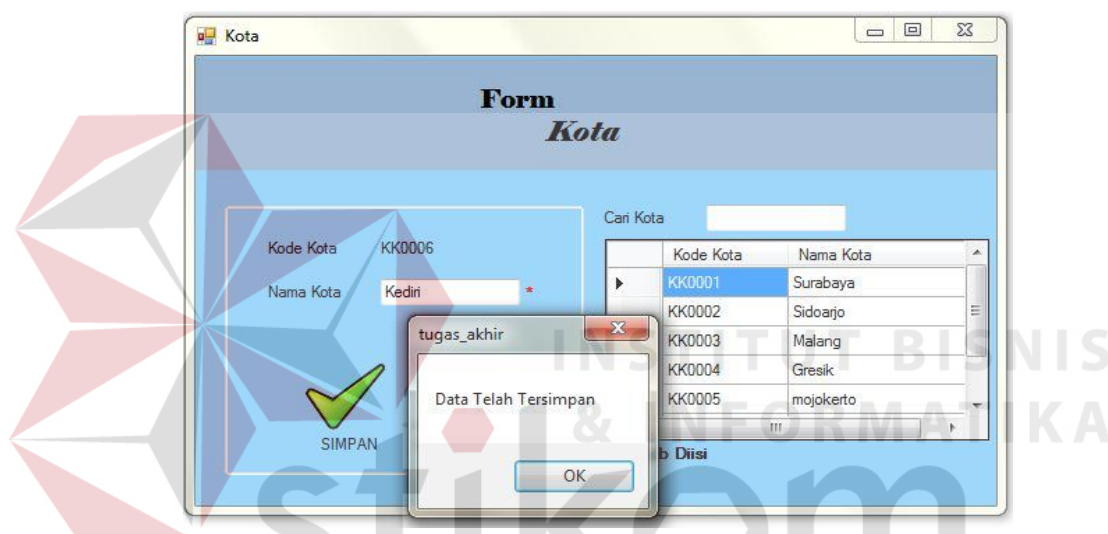 Kota
Form
Kota
Cari Kota
Kode Kota KK0006
Nama Kota Kediri *
SIMPAN
Kode Kota Nama Kota
KK0001 Surabaya
KK0002 Sidoarjo
KK0003 Malang
KK0004 Gresik
KK0005 mojokerto
Diisi
tugas_akhir
Data Telah Tersimpan
OK
INSTITUT BISNIS
& INFORMATIKA
stikom